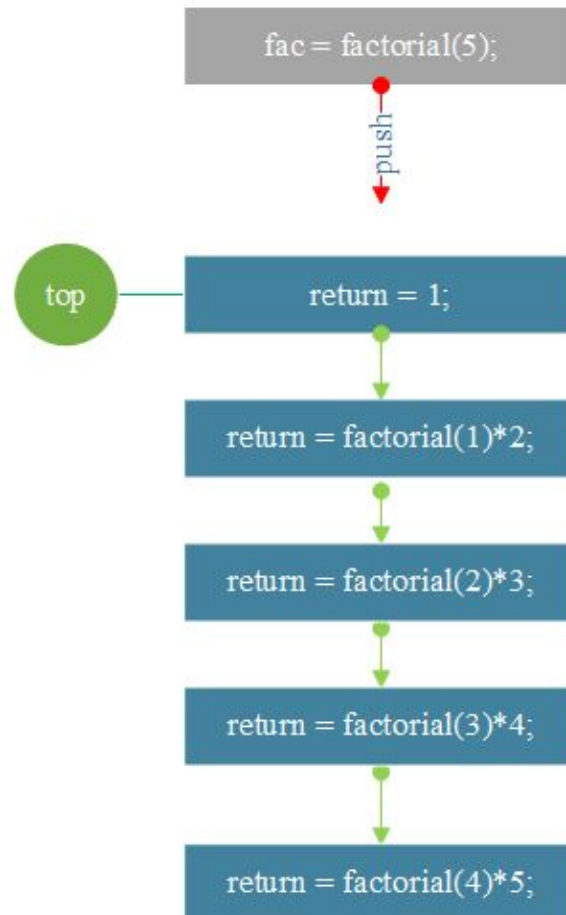 fac = factorial(5);
push
top
return = 1;
return = factorial(1)*2;
return = factorial(2)*3;
return = factorial(3)*4;
return = factorial(4)*5;